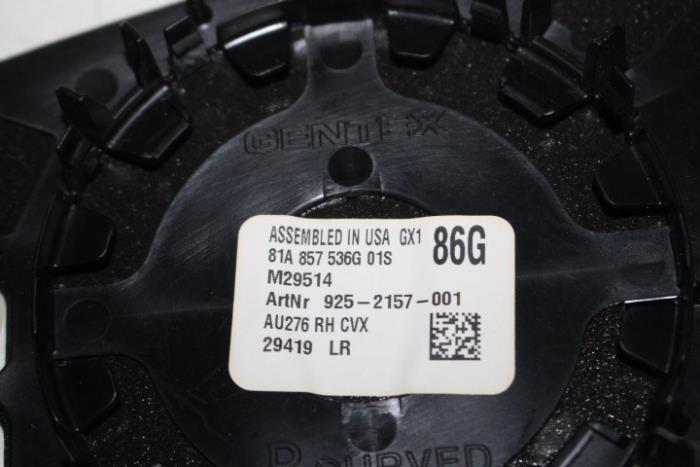 GENTEX
ASSEMBLED IN USA GX1
86G
81A 857 536G 01S
M29514
ArtNr 925-2157-001
AU276 RH CVX
29419 LR
R CURVED